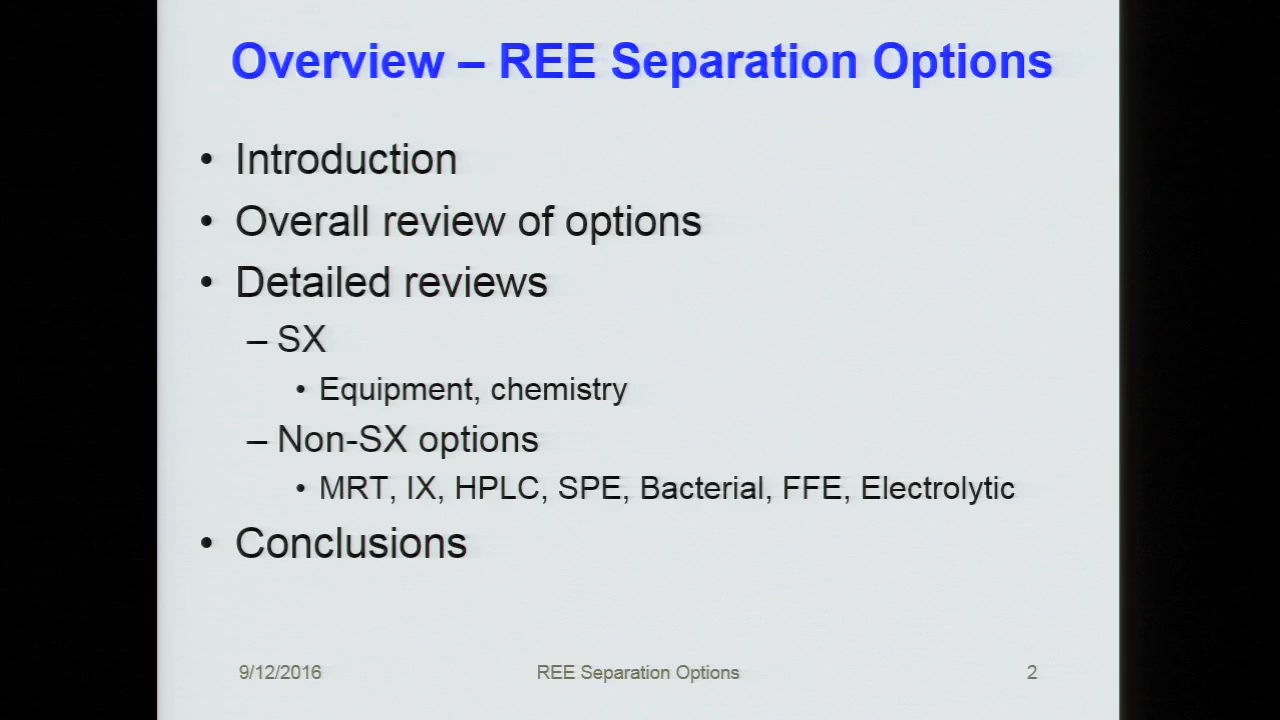 Overview – REE Separation Options
• Introduction
• Overall review of options
• Detailed reviews
– SX
• Equipment, chemistry
– Non-SX options
• MRT, IX, HPLC, SPE, Bacterial, FFE, Electrolytic
• Conclusions
9/12/2016 REE Separation Options 2